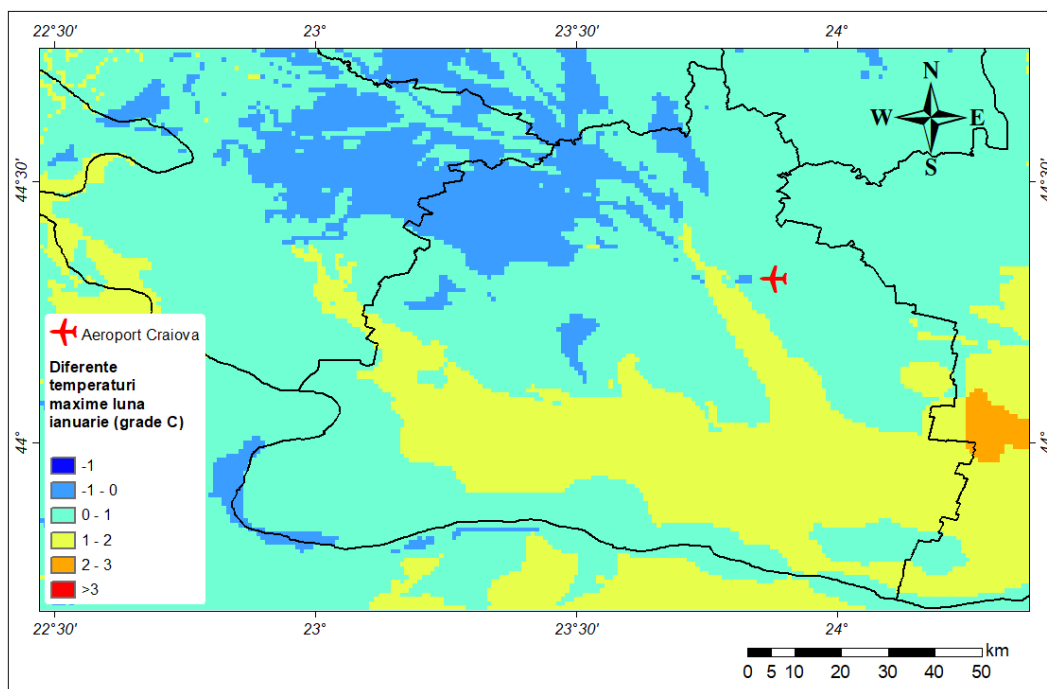 22°30' 23° 23°30' 24°
N
W E
S
44°30' 44°30'
Aeroport Craiova
Diferente
temperaturi
maxime luna
ianuarie (grade C)
44° 44°
-1
-1 - 0
0 - 1
1 - 2
2 - 3
>3
22°30' 23° 23°30' 24°
km
0 5 10 20 30 40 50